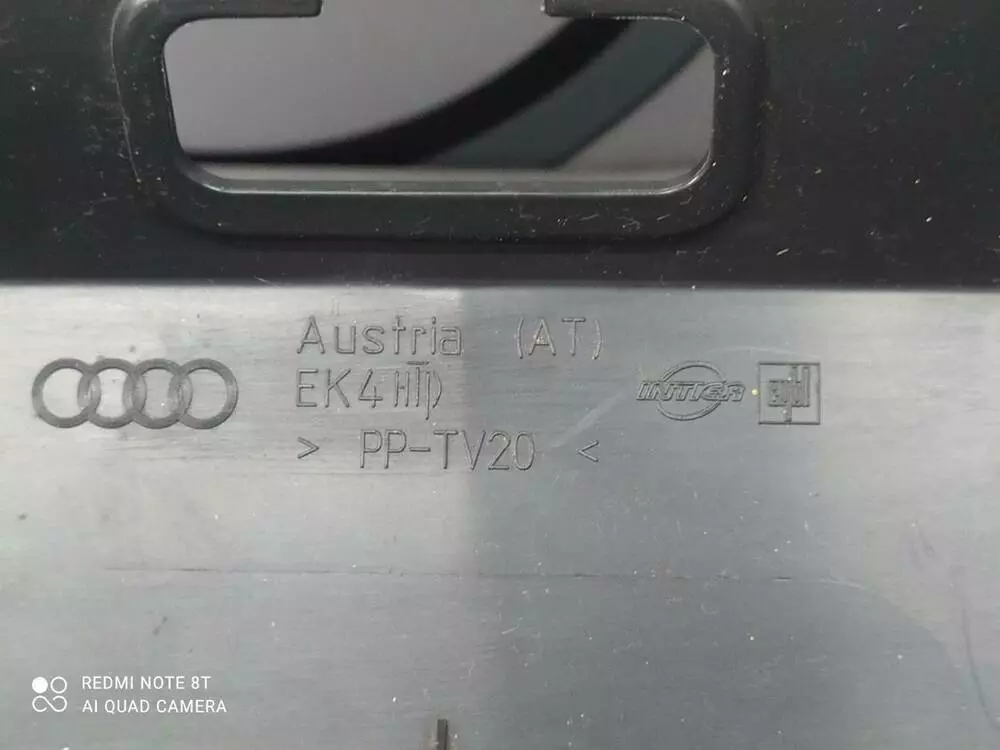 Austria (AT)
EK4
> PP-TV20 <
INTIER
REDMI NOTE 8T
AI QUAD CAMERA